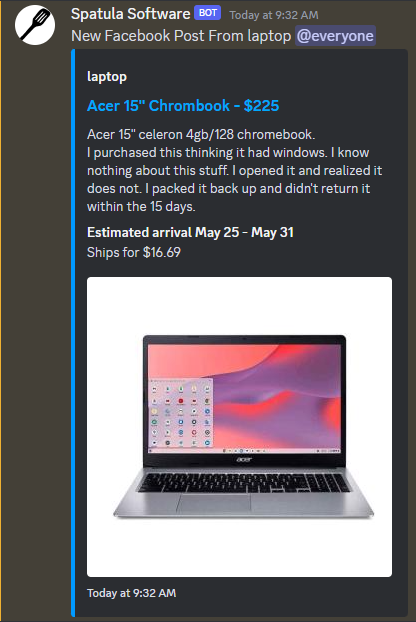 Spatula Software BOT Today at 9:32 AM
New Facebook Post From laptop @everyone
laptop
Acer 15" Chrombook - $225
Acer 15" celeron 4gb/128 chromebook.
I purchased this thinking it had windows. I know
nothing about this stuff. I opened it and realized it
does not. I packed it back up and didn't return it
within the 15 days.
Estimated arrival May 25 - May 31
Ships for $16.69
acer
Today at 9:32 AM